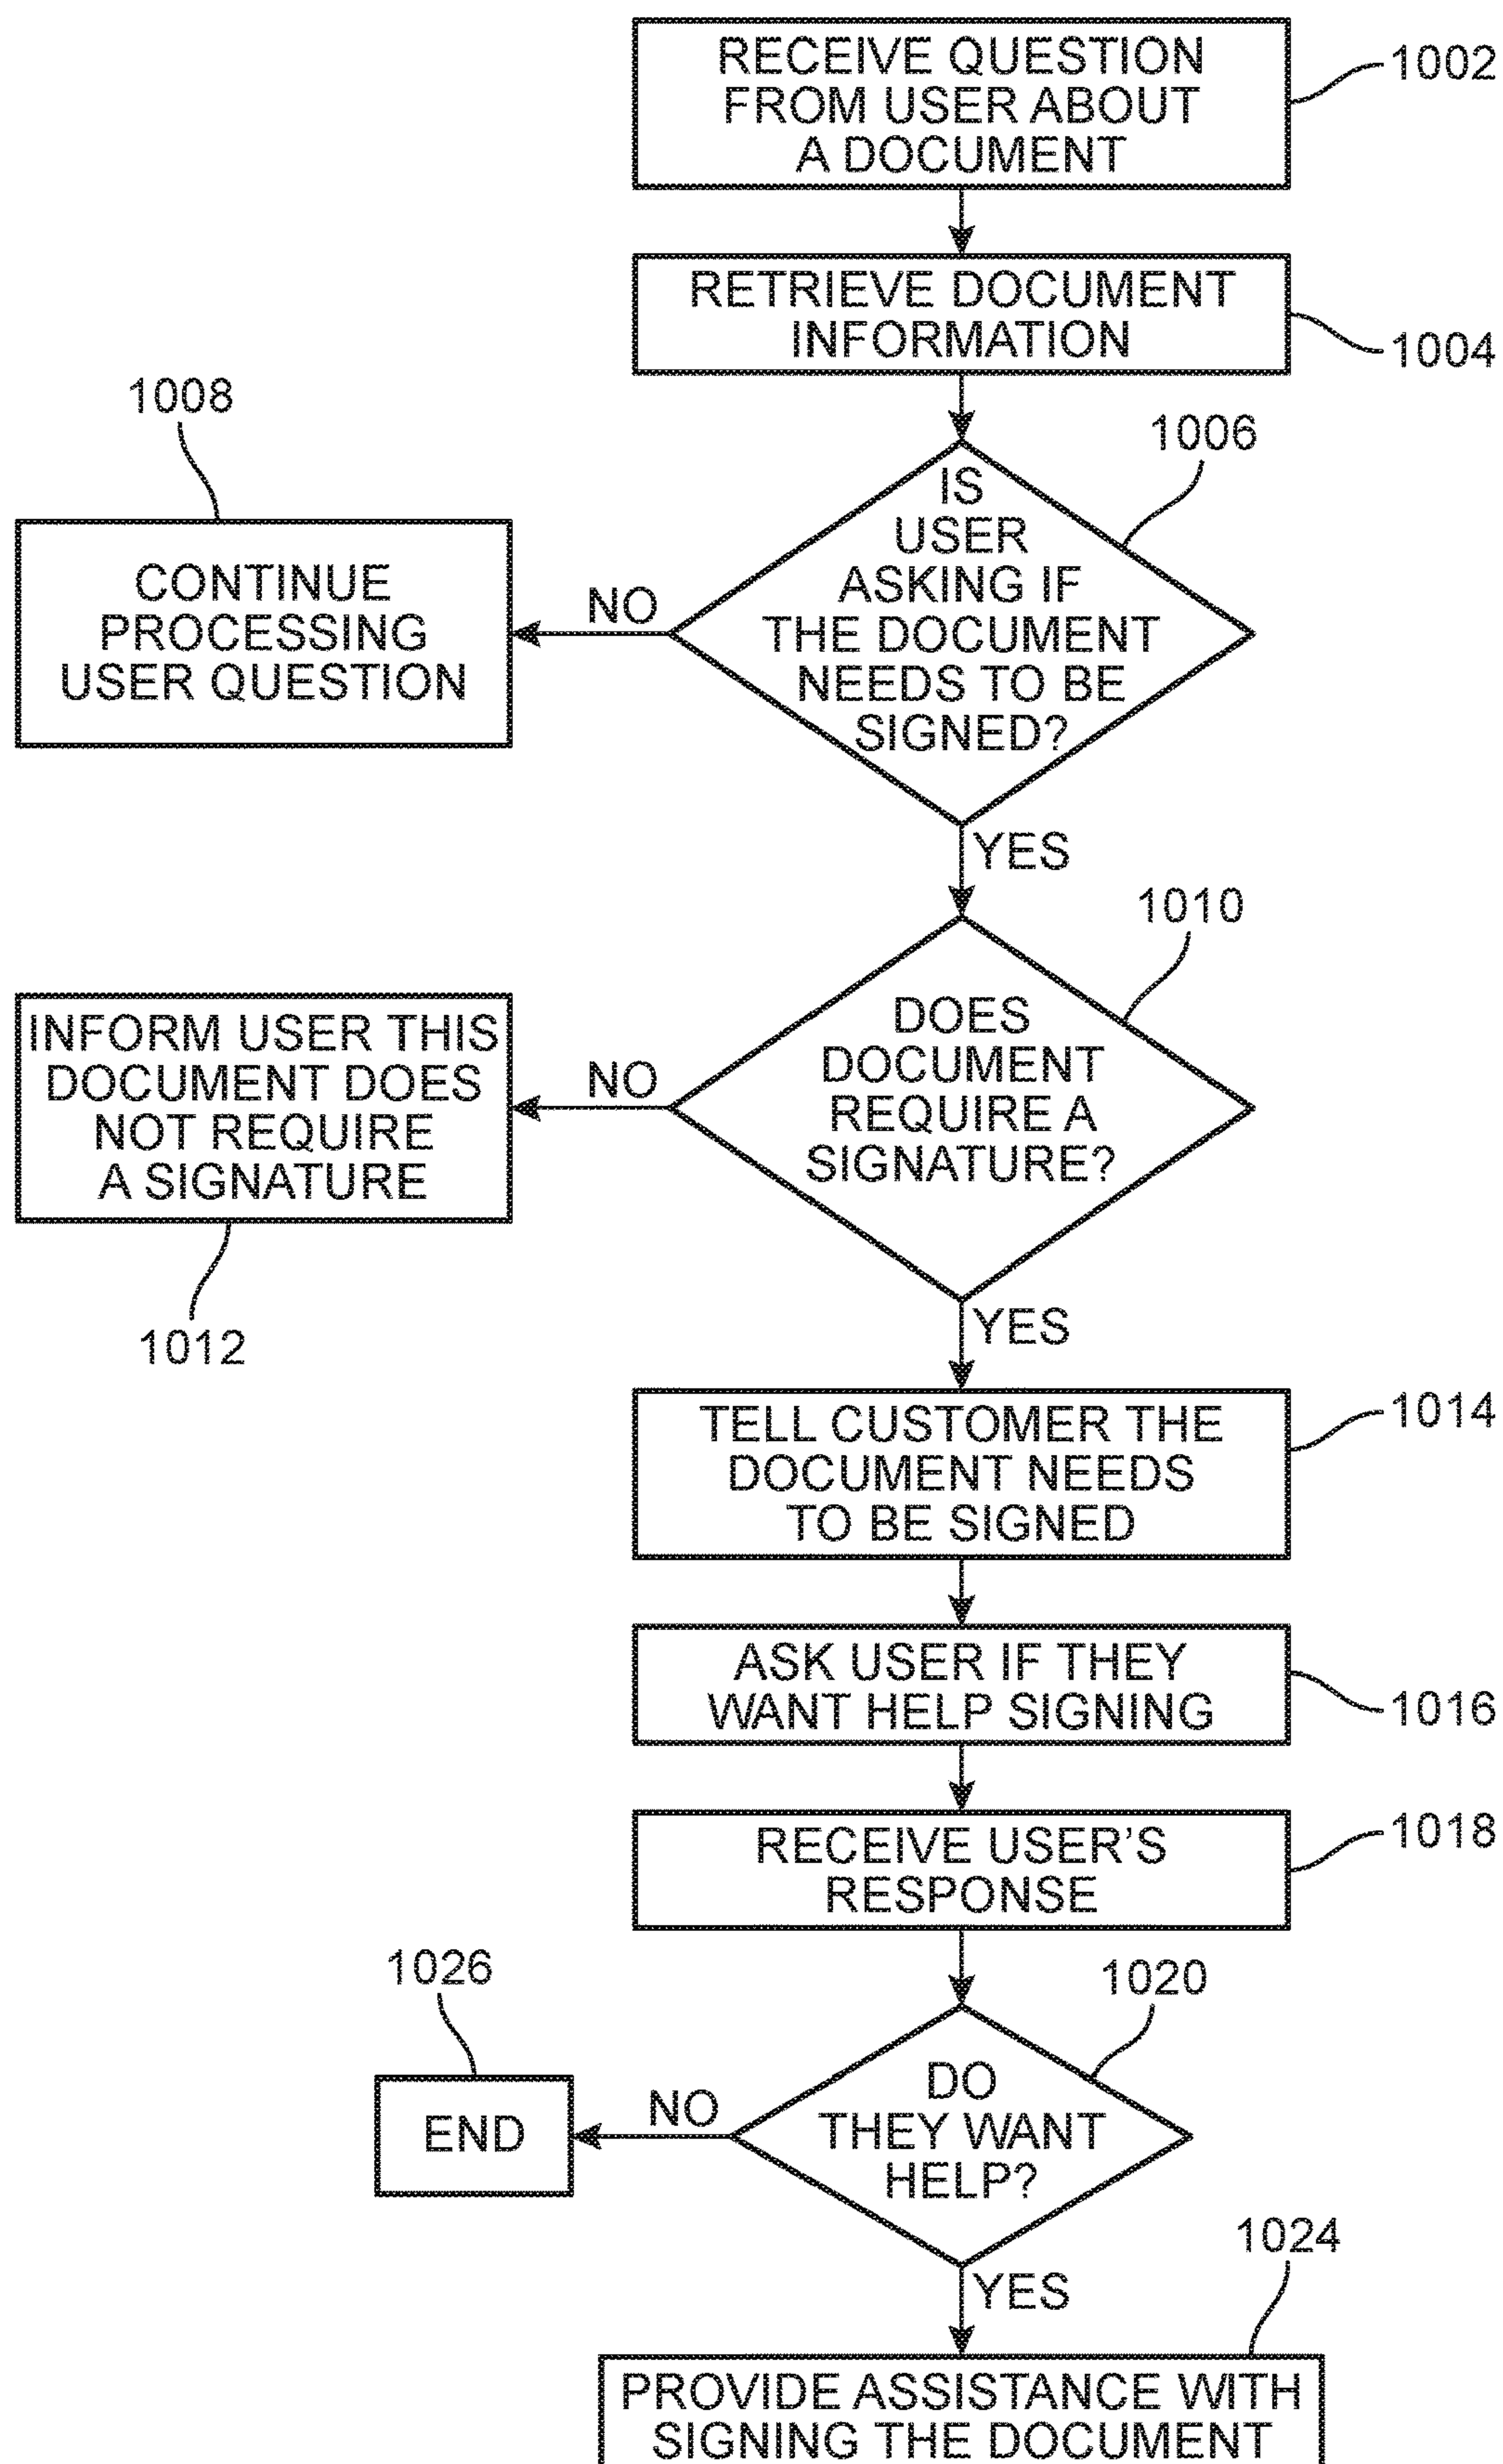 RECEIVE QUESTION
FROM USER ABOUT
A DOCUMENT
1002
RETRIEVE DOCUMENT
INFORMATION
1004
1006
IS
USER
ASKING IF
THE DOCUMENT
NEEDS TO BE
SIGNED?
NO
1008
CONTINUE
PROCESSING
USER QUESTION
YES
1010
DOES
DOCUMENT
REQUIRE A
SIGNATURE?
NO
INFORM USER THIS
DOCUMENT DOES
NOT REQUIRE
A SIGNATURE
1012
YES
TELL CUSTOMER THE
DOCUMENT NEEDS
TO BE SIGNED
1014
ASK USER IF THEY
WANT HELP SIGNING
1016
RECEIVE USER’S
RESPONSE
1018
1020
DO
THEY WANT
HELP?
NO
1026
END
YES
1024
PROVIDE ASSISTANCE WITH
SIGNING THE DOCUMENT